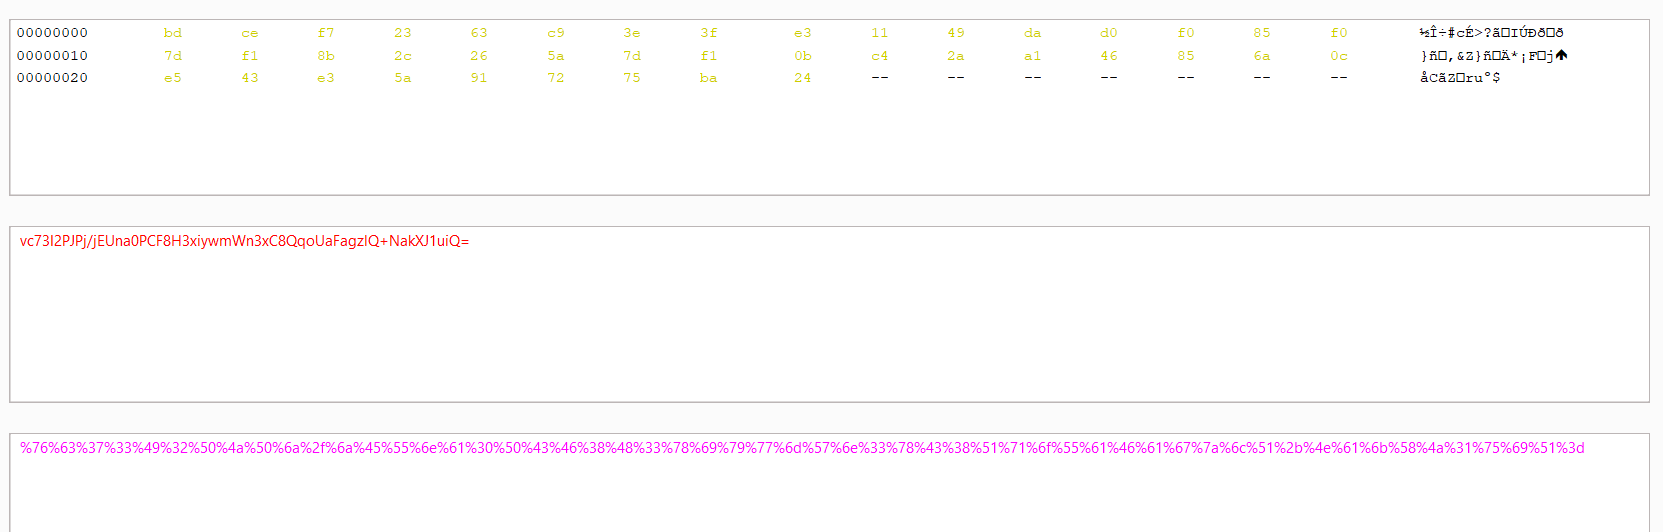 00000000 bd ce f7 23 63 c9 3e 3f e3 11 49 da d0 f0 85 f0 ½Î÷#cÉ>?ã□IÚÐð□ð
00000010 7d f1 8b 2c 26 5a 7d f1 0b c4 2a a1 46 85 6a 0c }ñ□,&Z}ñ□Ä*¡F□j🡅
00000020 e5 43 e3 5a 91 72 75 ba 24 -- -- -- -- -- -- -- åCãZ□ruº$
vc73I2PJPj/jEUna0PCF8H3xiywmWn3xC8QqoUaFagzlQ+NakXJ1uiQ=
%76%63%37%33%49%32%50%4a%50%6a%2f%6a%45%55%6e%61%30%50%43%46%38%48%33%78%69%79%77%6d%57%6e%33%78%43%38%51%71%6f%55%61%46%61%67%7a%6c%51%2b%4e%61%6b%58%4a%31%75%69%51%3d